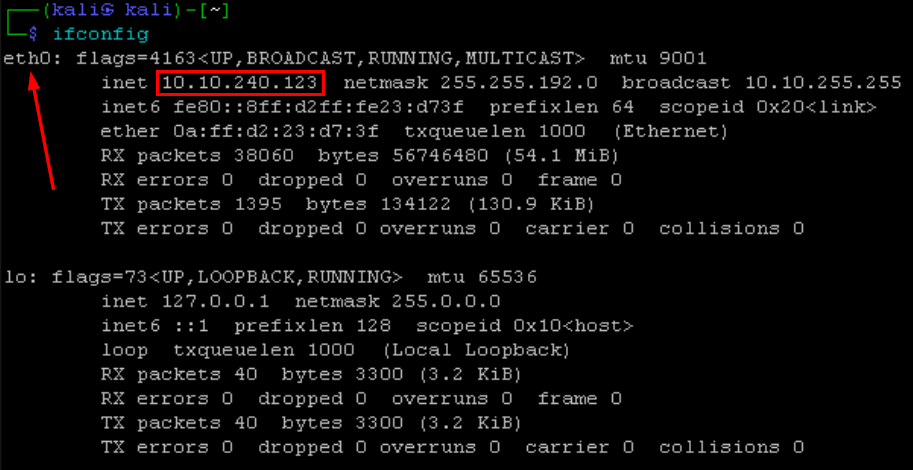 ┌──(kali㉿ kali)-[~]
└─$ ifconfig
eth0: flags=4163<UP,BROADCAST,RUNNING,MULTICAST>  mtu 9001
        inet 10.10.240.123  netmask 255.255.192.0  broadcast 10.10.255.255
        inet6 fe80::8ff:d2ff:fe23:d73f  prefixlen 64  scopeid 0x20<link>
        ether 0a:ff:d2:23:d7:3f  txqueuelen 1000  (Ethernet)
        RX packets 38060  bytes 56746480 (54.1 MiB)
        RX errors 0  dropped 0  overruns 0  frame 0
        TX packets 1395  bytes 134122 (130.9 KiB)
        TX errors 0  dropped 0 overruns 0  carrier 0  collisions 0

lo: flags=73<UP,LOOPBACK,RUNNING>  mtu 65536
        inet 127.0.0.1  netmask 255.0.0.0
        inet6 ::1  prefixlen 128  scopeid 0x10<host>
        loop  txqueuelen 1000  (Local Loopback)
        RX packets 40  bytes 3300 (3.2 KiB)
        RX errors 0  dropped 0  overruns 0  frame 0
        TX packets 40  bytes 3300 (3.2 KiB)
        TX errors 0  dropped 0 overruns 0  carrier 0  collisions 0